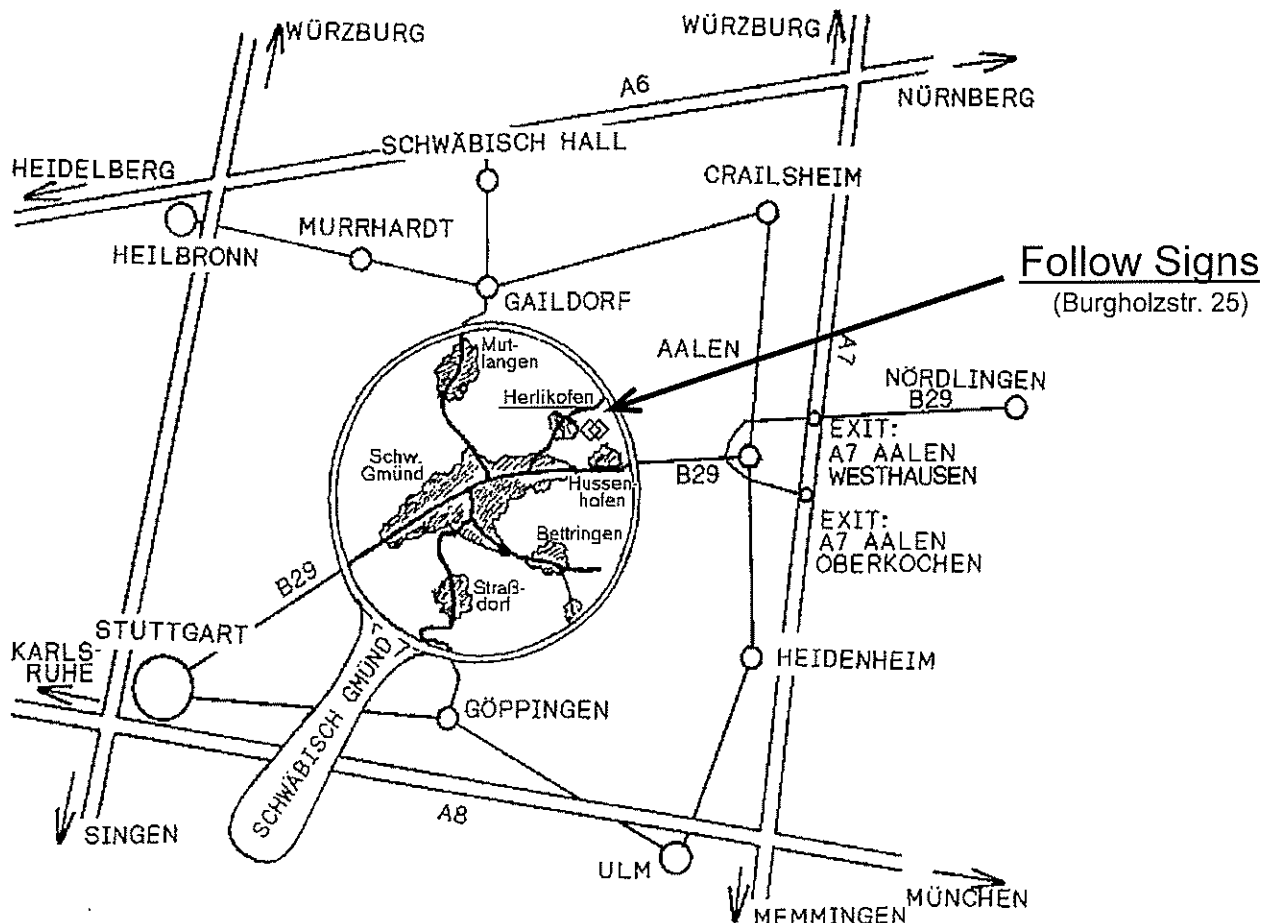 WÜRZBURG
WÜRZBURG
A6
NÜRNBERG
SCHWÄBISCH HALL
HEIDELBERG
CRAILSHEIM
MURRHARDT
HEILBRONN
Follow Signs
(Burgholzstr. 25)
GAILDORF
Mut-
langen
AALEN
A7
Herlikofen
NÖRDLINGEN
B29
EXIT:
A7 AALEN
WESTHAUSEN
Schw.
Gmünd
B29
Hussen-
hofen
EXIT:
A7 AALEN
OBERKOCHEN
Bettringen
B29
Straß-
dorf
STUTTGART
KARLS-
RUHE
HEIDENHEIM
GÖPPINGEN
SCHWÄBISCH GMÜND
A8
SINGEN
ULM
MÜNCHEN
MEMMINGEN